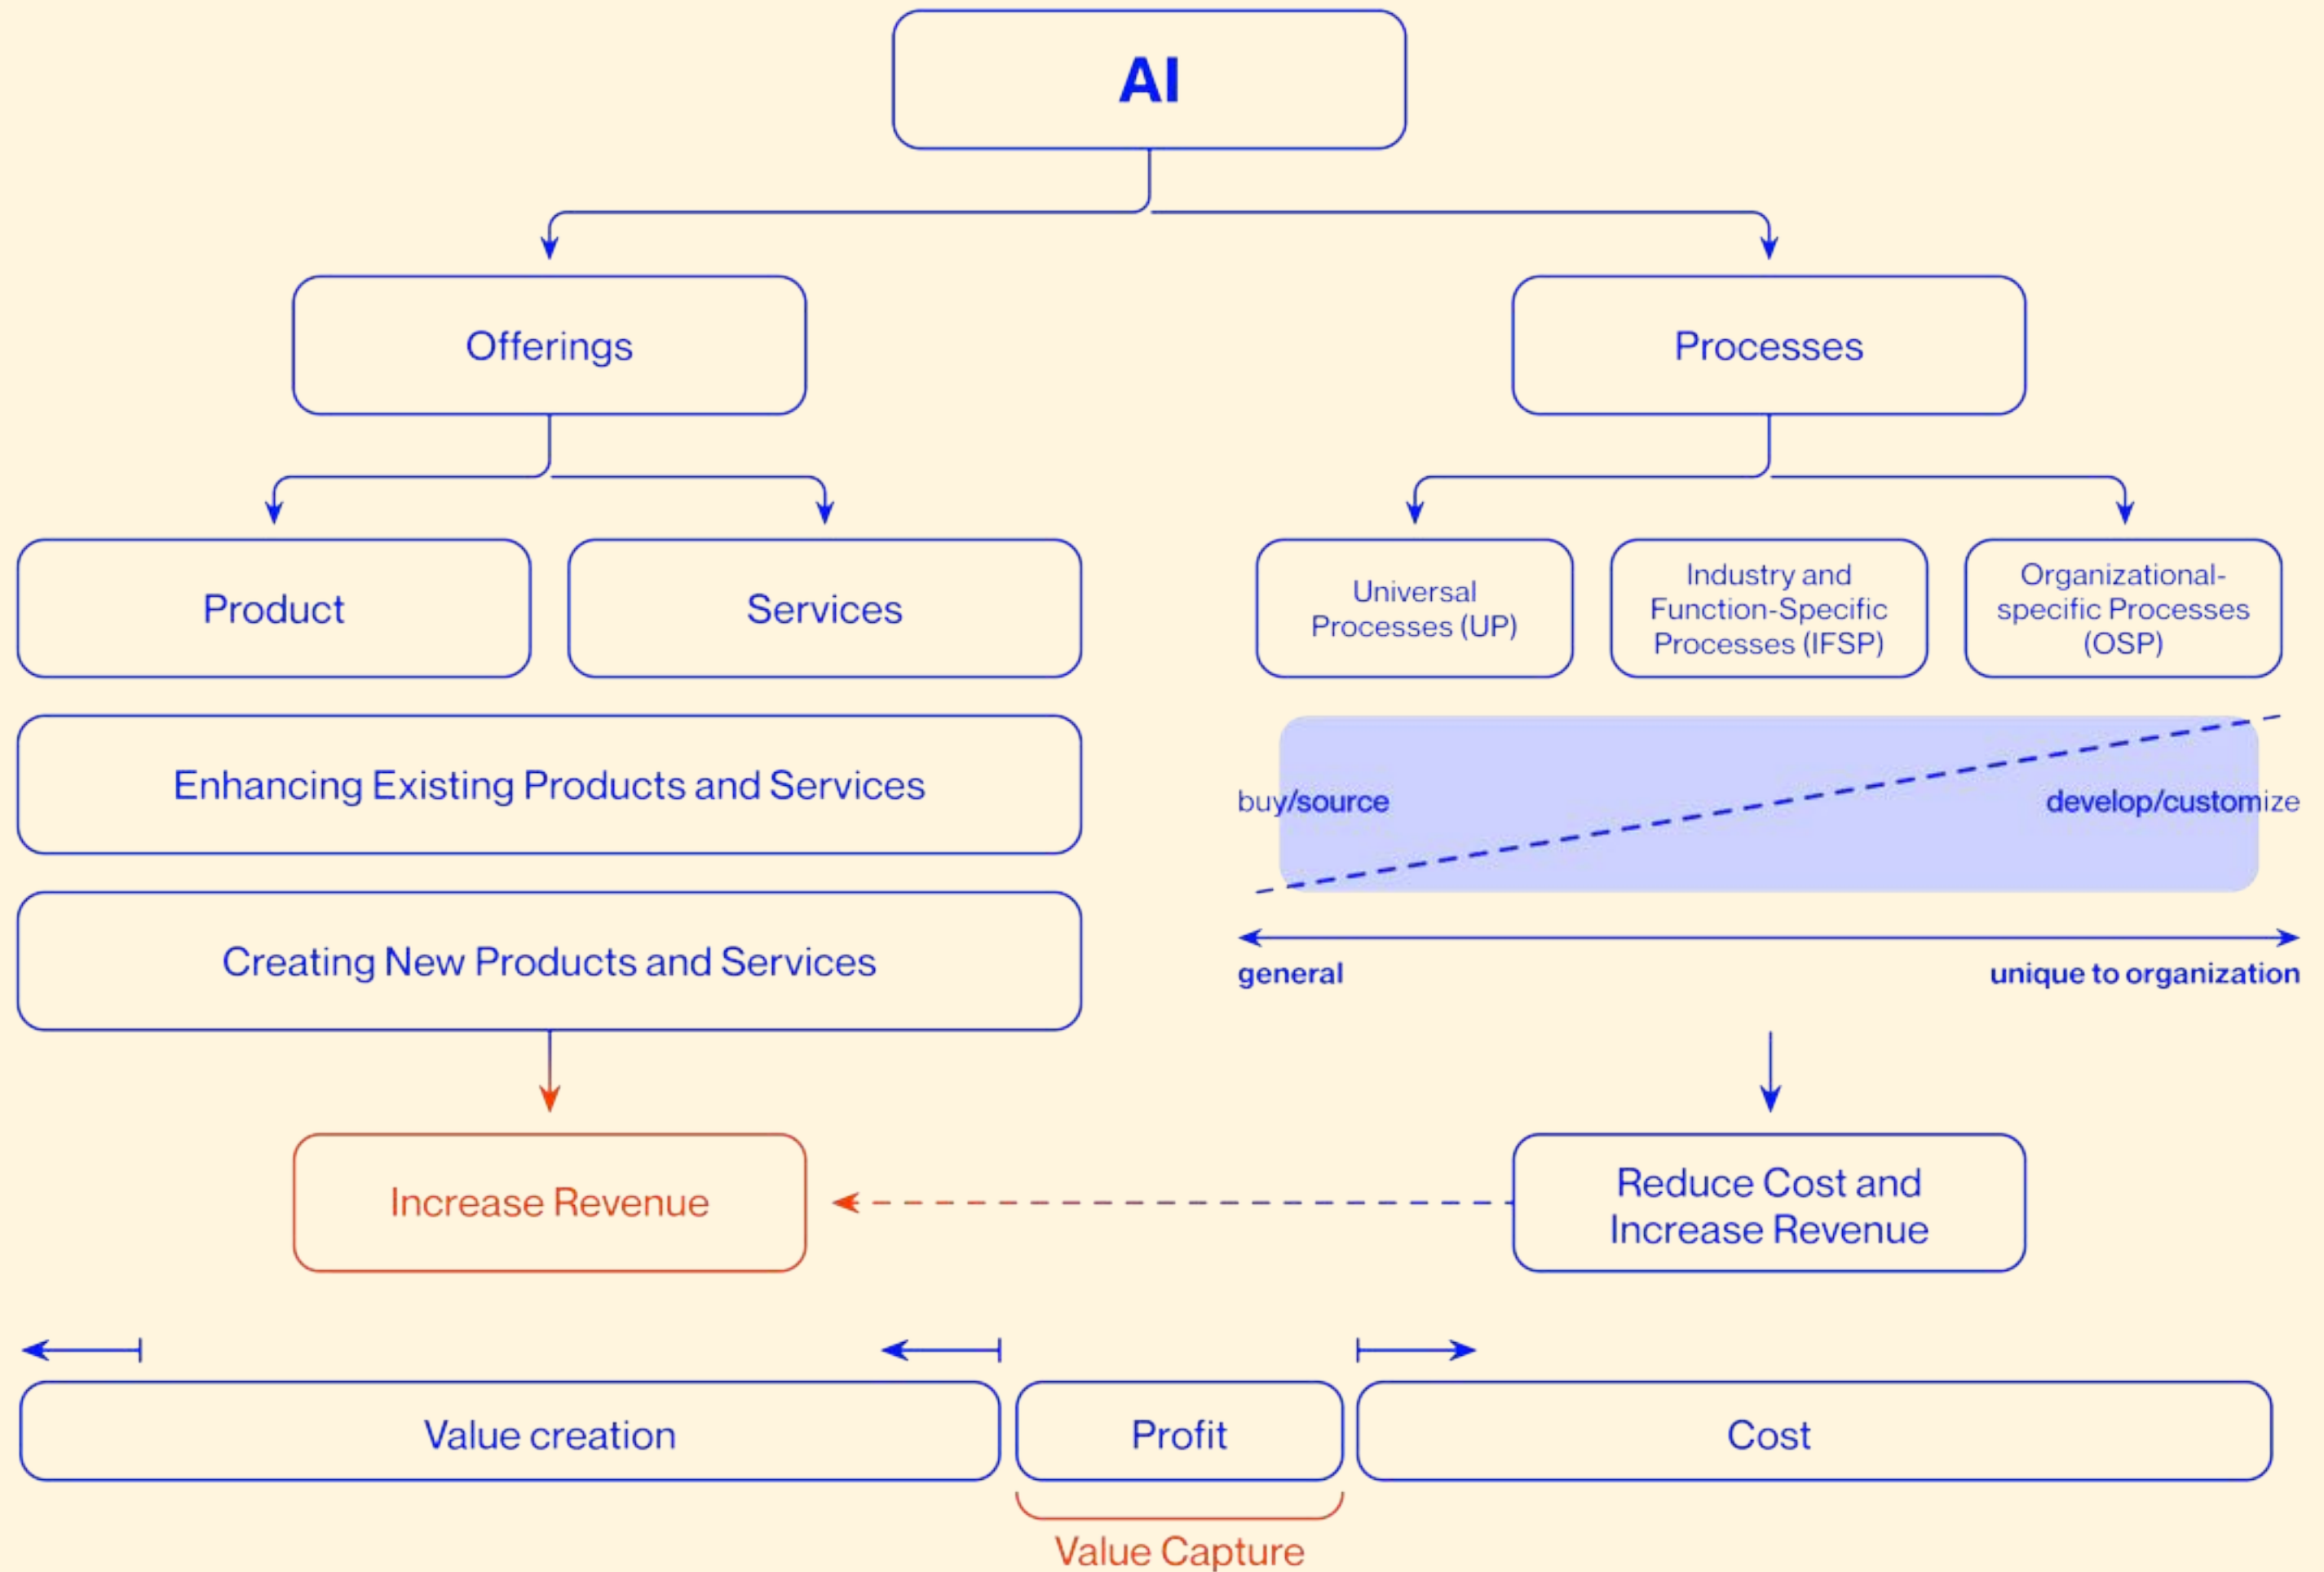 AI
Offerings
Processes
Product
Services
Universal
Processes (UP)
Industry and
Function-Specific
Processes (IFSP)
Organizational-
specific Processes
(OSP)
Enhancing Existing Products and Services
buy/source
develop/customize
Creating New Products and Services
general
unique to organization
Increase Revenue
Reduce Cost and
Increase Revenue
Value creation
Profit
Cost
Value Capture